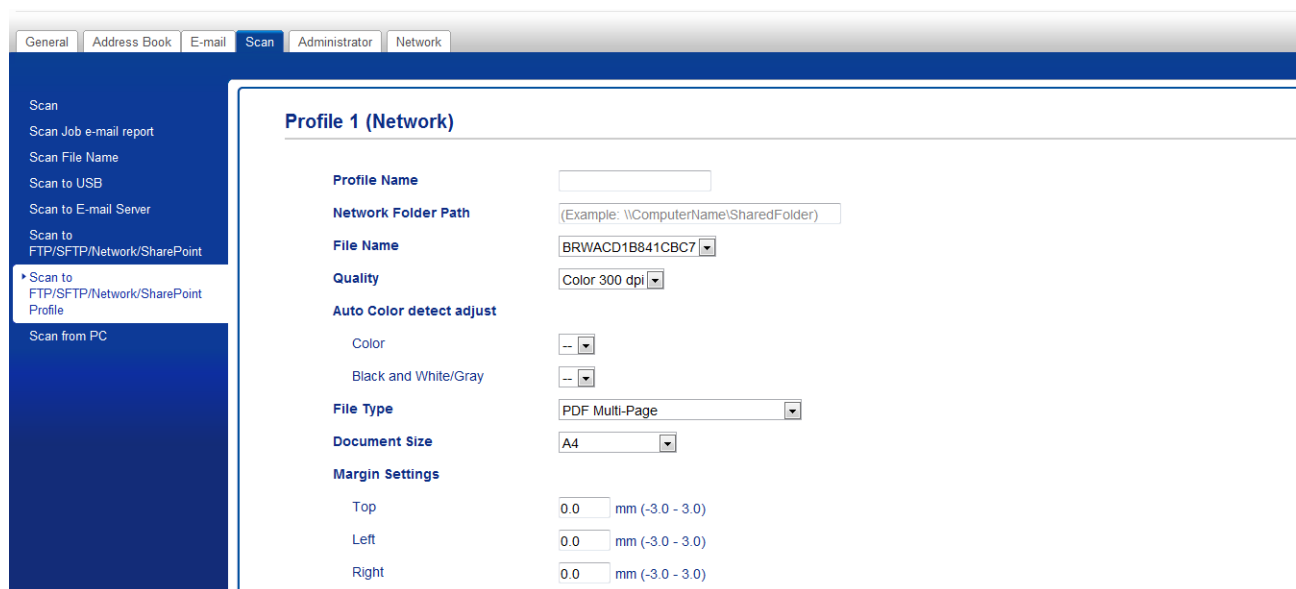 General Address Book E-mail Scan Administrator Network
Scan
Scan Job e-mail report
Scan File Name
Scan to USB
Scan to E-mail Server
Scan to
FTP/SFTP/Network/SharePoint
Scan to
FTP/SFTP/Network/SharePoint
Profile
Scan from PC
Profile 1 (Network)
Profile Name
Network Folder Path (Example: \\ComputerName\SharedFolder)
File Name BRWACD1B841CBC7
Quality Color 300 dpi
Auto Color detect adjust
Color --
Black and White/Gray --
File Type PDF Multi-Page
Document Size A4
Margin Settings
Top 0.0 mm (-3.0 - 3.0)
Left 0.0 mm (-3.0 - 3.0)
Right 0.0 mm (-3.0 - 3.0)